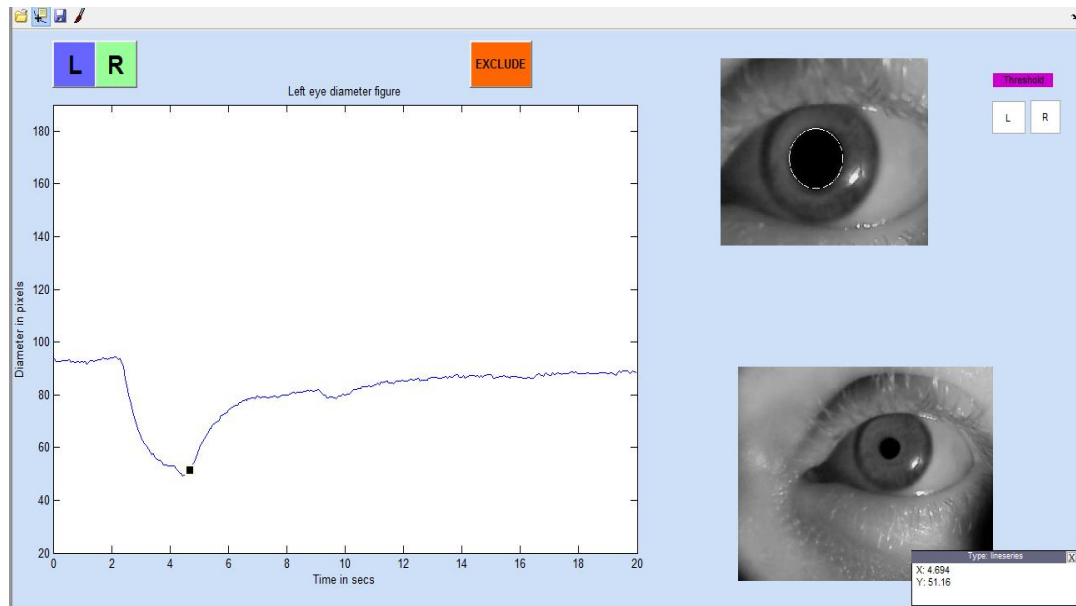 L R
EXCLUDE
Threshold
L R
Left eye diameter figure
Diameter in pixels
180
160
140
120
100
80
60
40
20
0 2 4 6 8 10 12 14 16 18 20
Time in secs
Type: lineseries X
X: 4.694
Y: 51.16